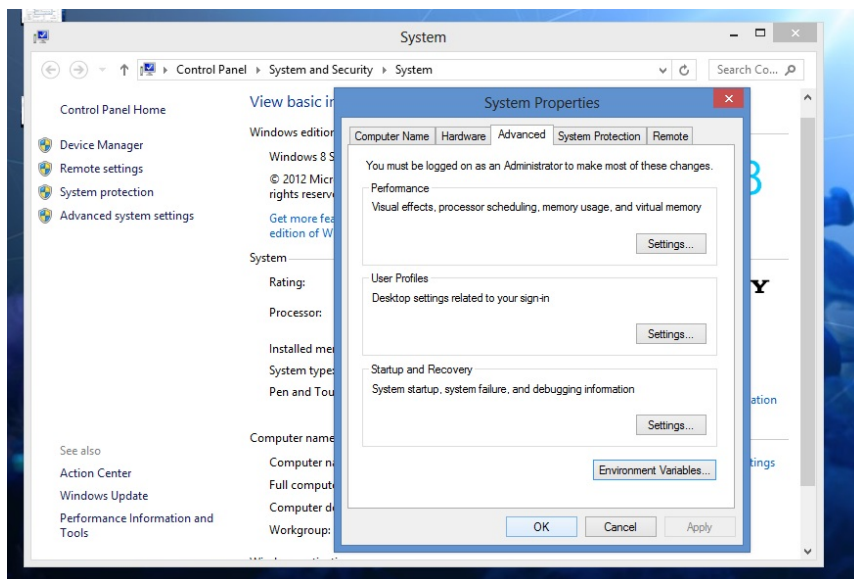 System
Control Panel
System and Security
System
Search Co...
Control Panel Home
Device Manager
Remote settings
System protection
Advanced system settings
See also
Action Center
Windows Update
Performance Information and
Tools
View basic in
Windows edition
Windows 8 S
© 2012 Micr
rights reserve
Get more fea
edition of W
System
Rating:
Processor:
Installed mem
System type:
Pen and Tou
Computer name
Computer na
Full compute
Computer de
Workgroup:
8
Y
ation
tings
System Properties
Computer Name
Hardware
Advanced
System Protection
Remote
You must be logged on as an Administrator to make most of these changes.
Performance
Visual effects, processor scheduling, memory usage, and virtual memory
Settings...
User Profiles
Desktop settings related to your sign-in
Settings...
Startup and Recovery
System startup, system failure, and debugging information
Settings...
Environment Variables...
OK
Cancel
Apply